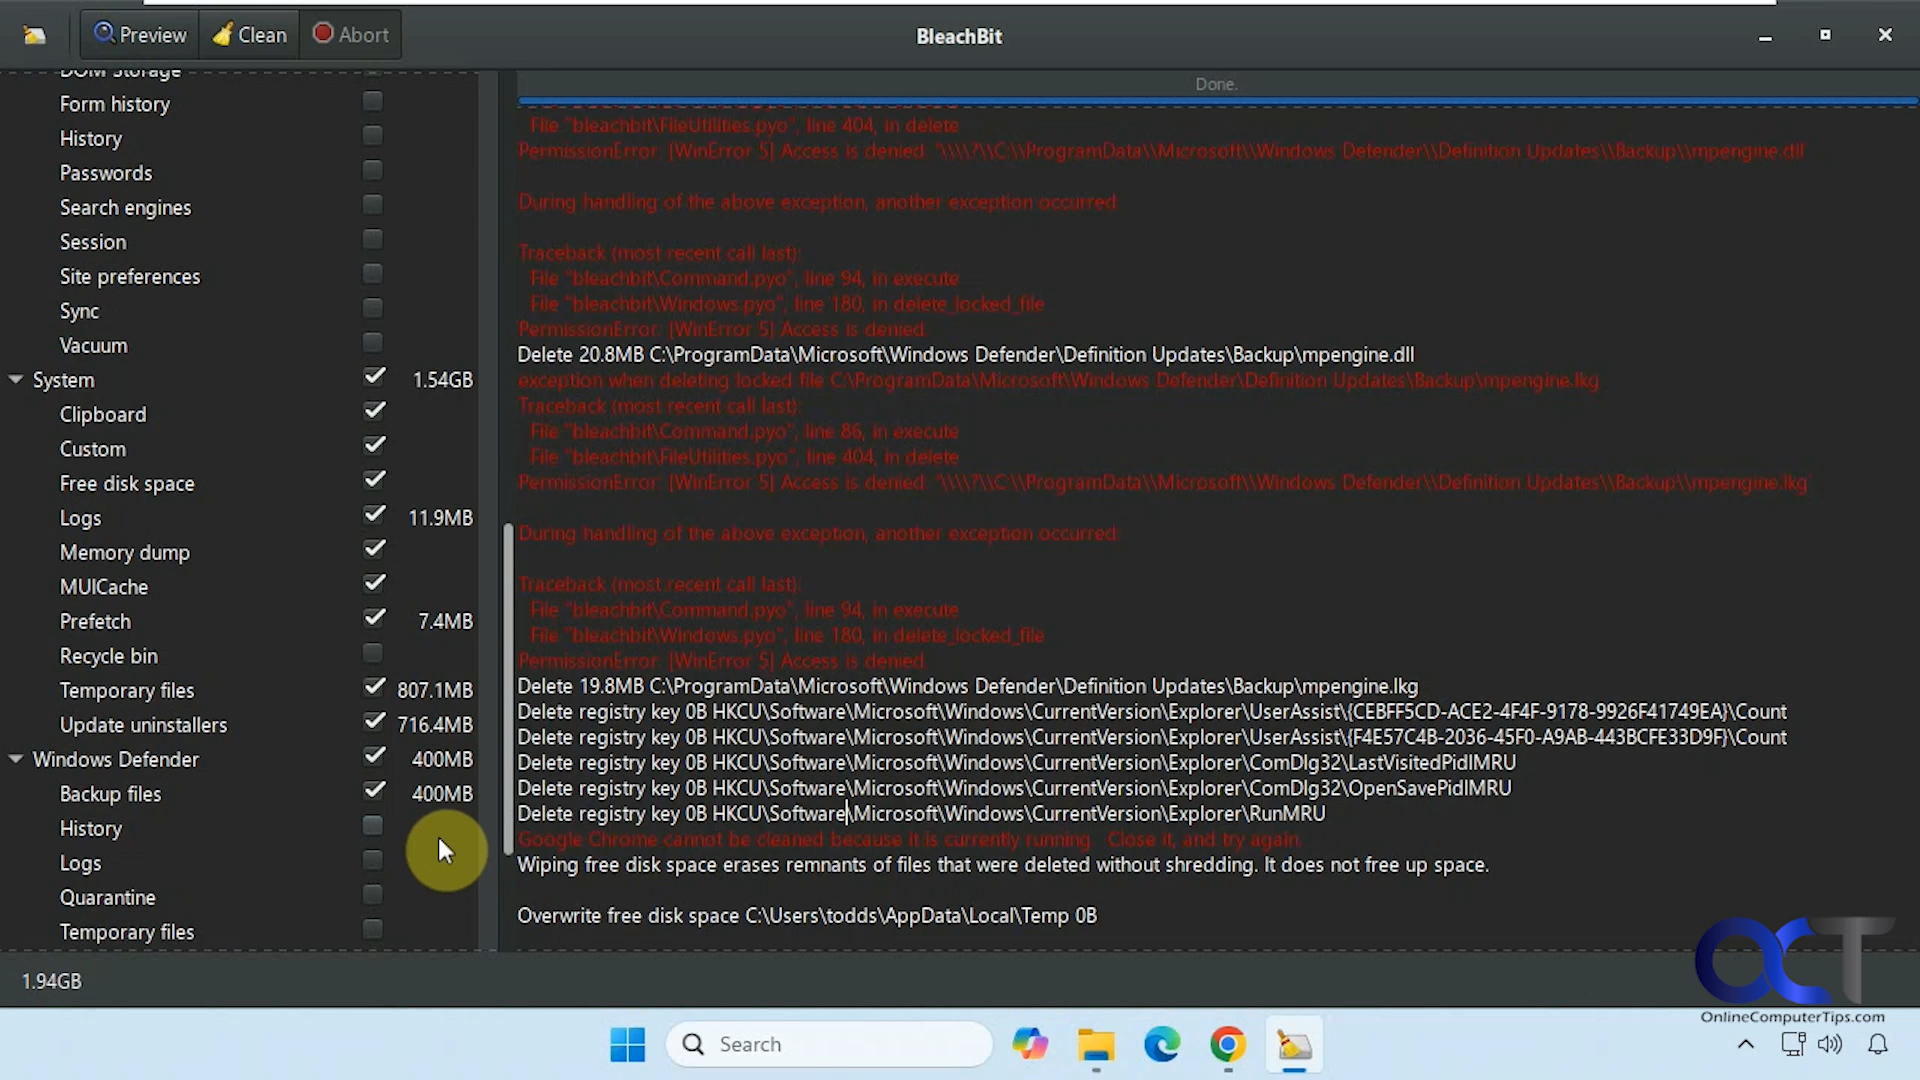 Preview
Clean
Abort
BleachBit
Done.
DOM Storage
Form history
History
Passwords
Search engines
Session
Site preferences
Sync
Vacuum
System 1.54GB
Clipboard
Custom
Free disk space
Logs 11.9MB
Memory dump
MUICache
Prefetch 7.4MB
Recycle bin
Temporary files 807.1MB
Update uninstallers 716.4MB
Windows Defender 400MB
Backup files 400MB
History
Logs
Quarantine
Temporary files
File "bleachbit\FileUtilities.pyo", line 404, in delete
PermissionError: [WinError 5] Access is denied: "\\\\?\\C:\\ProgramData\\Microsoft\\Windows Defender\\Definition Updates\\Backup\\mpengine.dll
During handling of the above exception, another exception occurred:
Traceback (most recent call last):
File "bleachbit\Command.pyo", line 94, in execute
File "bleachbit\Windows.pyo", line 180, in delete_locked_file
PermissionError: [WinError 5] Access is denied.
Delete 20.8MB C:\ProgramData\Microsoft\Windows Defender\Definition Updates\Backup\mpengine.dll
exception when deleting locked file C:\ProgramData\Microsoft\Windows Defender\Definition Updates\Backup\mpengine.lkg
Traceback (most recent call last):
File "bleachbit\Command.pyo", line 86, in execute
File "bleachbit\FileUtilities.pyo", line 404, in delete
PermissionError: [WinError 5] Access is denied: "\\\\?\\C:\\ProgramData\\Microsoft\\Windows Defender\\Definition Updates\\Backup\\mpengine.lkg'
During handling of the above exception, another exception occurred:
Traceback (most recent call last):
File "bleachbit\Command.pyo", line 94, in execute
File "bleachbit\Windows.pyo", line 180, in delete_locked_file
PermissionError: [WinError 5] Access is denied.
Delete 19.8MB C:\ProgramData\Microsoft\Windows Defender\Definition Updates\Backup\mpengine.lkg
Delete registry key 0B HKCU\Software\Microsoft\Windows\CurrentVersion\Explorer\UserAssist\{CEBFF5CD-ACE2-4F4F-9178-9926F41749EA}\Count
Delete registry key 0B HKCU\Software\Microsoft\Windows\CurrentVersion\Explorer\UserAssist\{F4E57C4B-2036-45F0-A9AB-443BCFE33D9F}\Count
Delete registry key 0B HKCU\Software\Microsoft\Windows\CurrentVersion\Explorer\ComDlg32\LastVisitedPidlMRU
Delete registry key 0B HKCU\Software\Microsoft\Windows\CurrentVersion\Explorer\ComDlg32\OpenSavePidlMRU
Delete registry key 0B HKCU\Software\Microsoft\Windows\CurrentVersion\Explorer\RunMRU
Google Chrome cannot be cleaned because it is currently running. Close it, and try again.
Wiping free disk space erases remnants of files that were deleted without shredding. It does not free up space.
Overwrite free disk space C:\Users\todds\AppData\Local\Temp 0B
1.94GB
OCT
OnlineComputerTips.com
Search